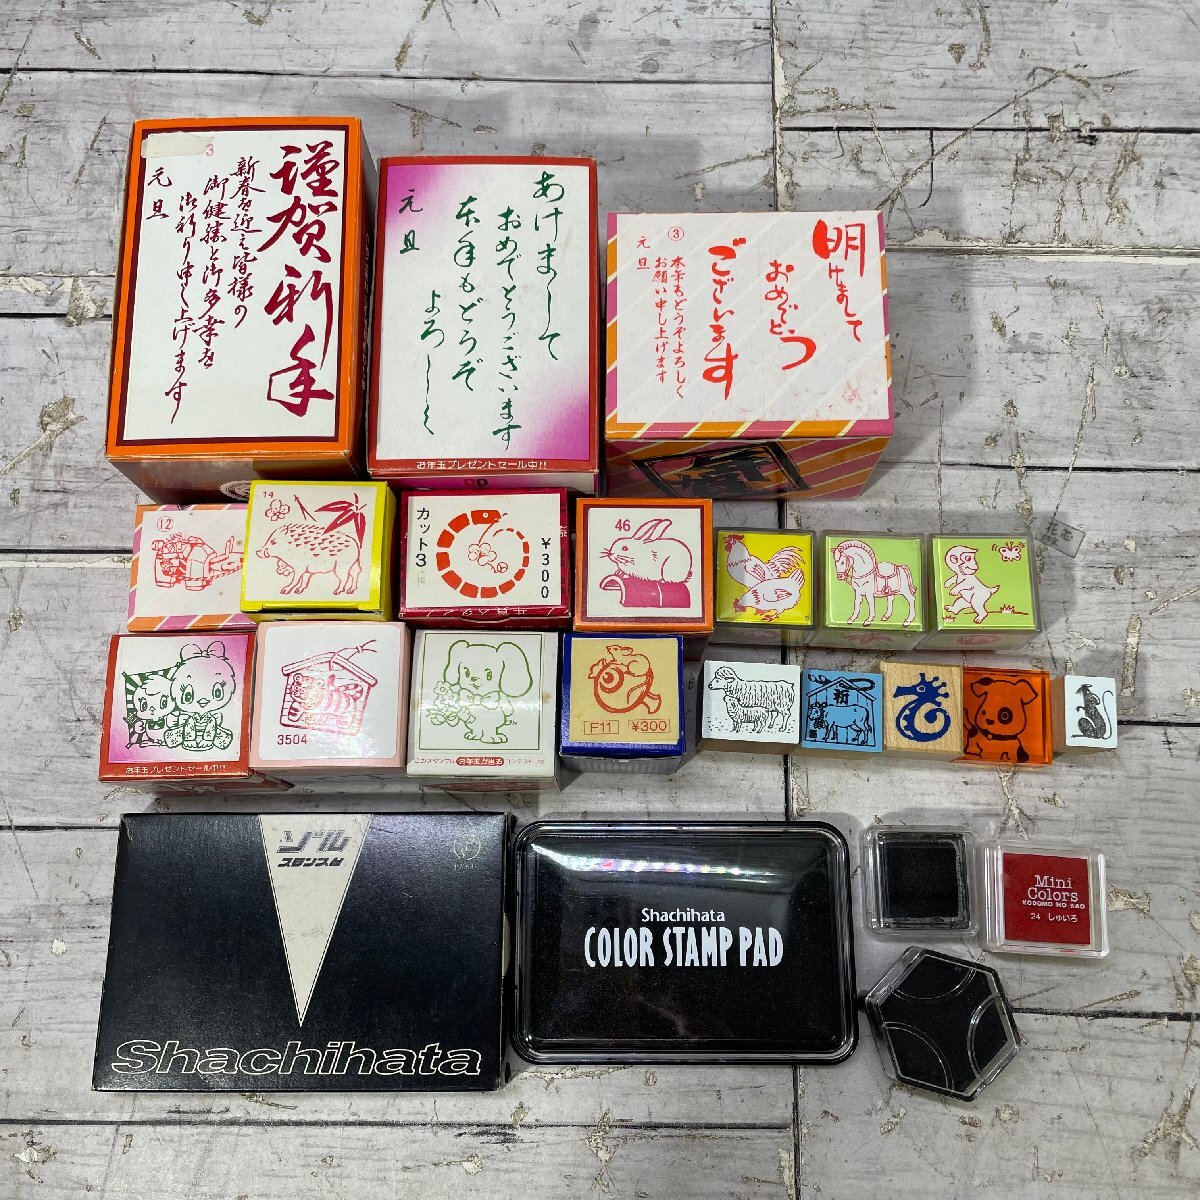 3
謹賀新年
新春を迎え皆様の
御健勝と御多幸を
お祈り申し上げます
元旦
あけまして
おめでとうございます
本年もどうぞ
よろしく
元旦
お年玉プレゼントセール中!!
明けまして
おめでとう
ございます
③
本年もどうぞよろしく
お願い申し上げます
元旦
⑫
14
カット3
¥300
46
お年玉プレゼントセール中!!
3504
F11
¥300
ゾル
スタンプ台
Shachihata
Shachihata
COLOR STAMP PAD
Mini
Colors
KODOMO NO KAO
24 しゅいろ